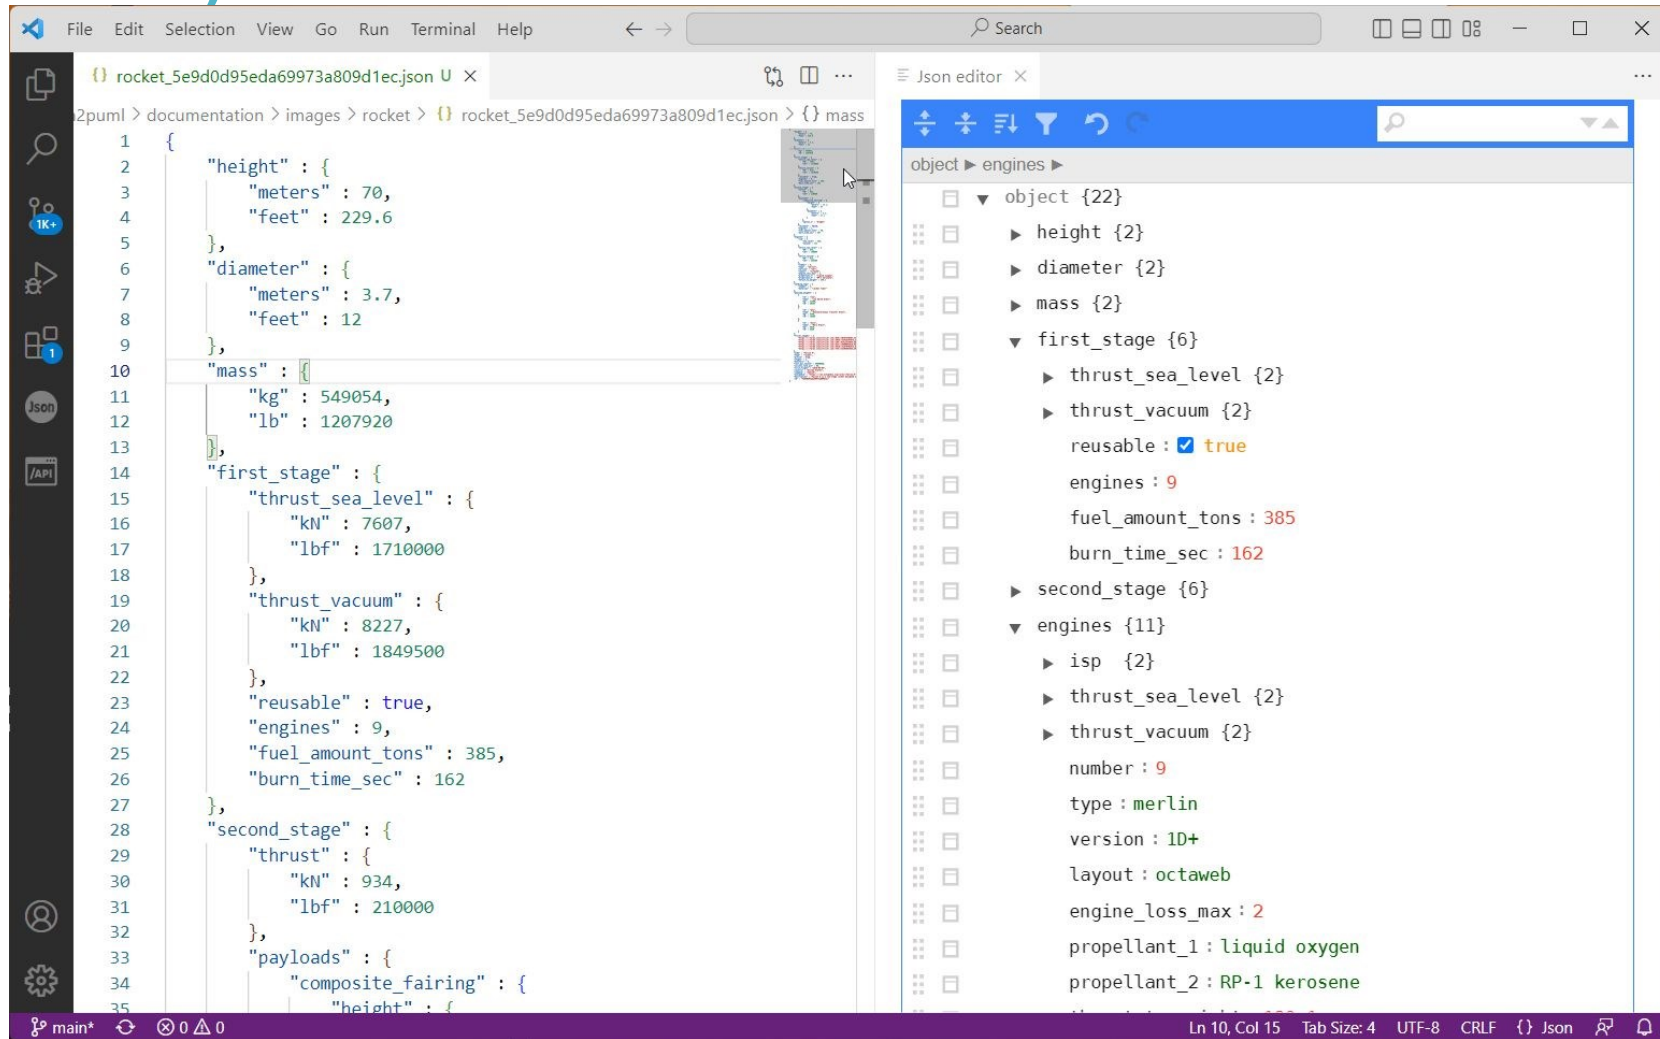 File Edit Selection View Go Run Terminal Help Search
{} rocket_5e9d0d95eda69973a809d1ec.json U
2puml > documentation > images > rocket > {} rocket_5e9d0d95eda69973a809d1ec.json > {} mass
1 {
2 "height" : {
3 "meters" : 70,
4 "feet" : 229.6
5 },
6 "diameter" : {
7 "meters" : 3.7,
8 "feet" : 12
9 },
10 "mass" : {
11 "kg" : 549054,
12 "lb" : 1207920
13 },
14 "first_stage" : {
15 "thrust_sea_level" : {
16 "kN" : 7607,
17 "lbf" : 1710000
18 },
19 "thrust_vacuum" : {
20 "kN" : 8227,
21 "lbf" : 1849500
22 },
23 "reusable" : true,
24 "engines" : 9,
25 "fuel_amount_tons" : 385,
26 "burn_time_sec" : 162
27 },
28 "second_stage" : {
29 "thrust" : {
30 "kN" : 934,
31 "lbf" : 210000
32 },
33 "payloads" : {
34 "composite_fairing" : {
35 "height" : {
1K+
1
Json
/API
Json editor
object ▶ engines ▶
object {22}
height {2}
diameter {2}
mass {2}
first_stage {6}
thrust_sea_level {2}
thrust_vacuum {2}
reusable : true
engines : 9
fuel_amount_tons : 385
burn_time_sec : 162
second_stage {6}
engines {11}
isp {2}
thrust_sea_level {2}
thrust_vacuum {2}
number : 9
type : merlin
version : 1D+
layout : octaweb
engine_loss_max : 2
propellant_1 : liquid oxygen
propellant_2 : RP-1 kerosene
main* 0 0 Ln 10, Col 15 Tab Size: 4 UTF-8 CRLF {} Json